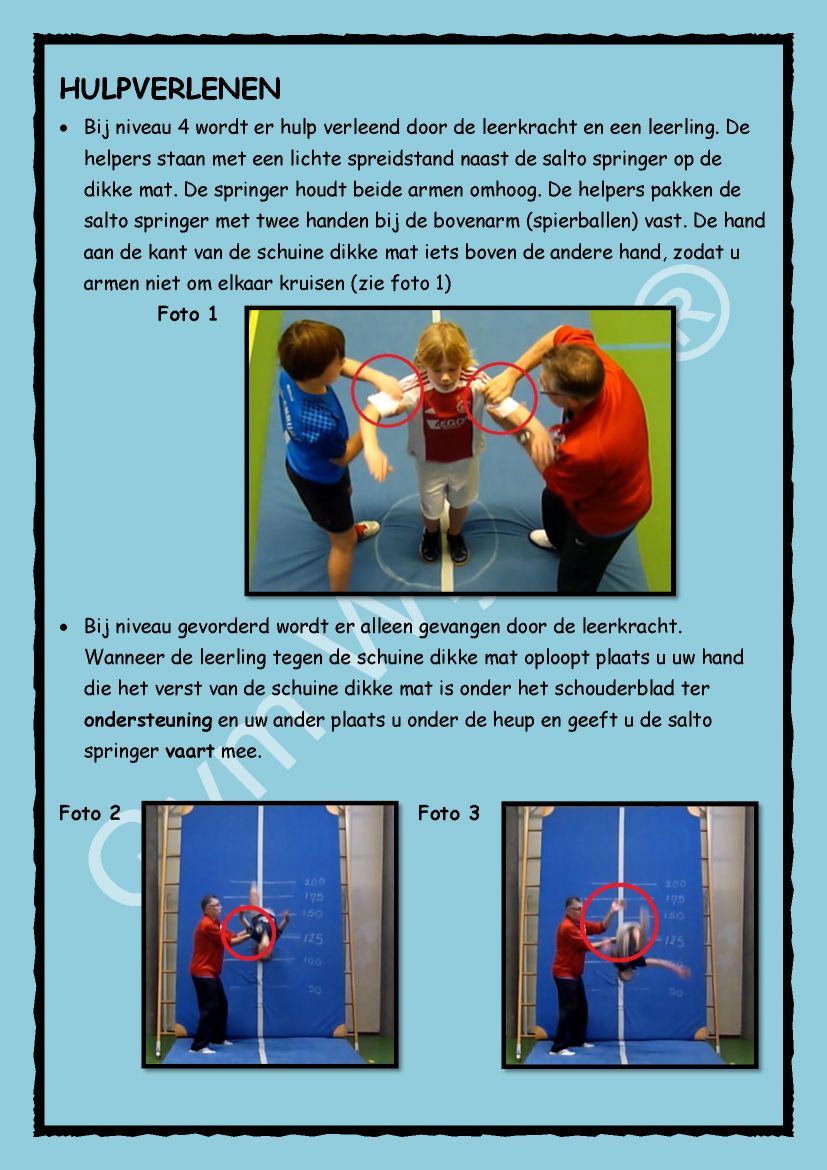 HULPVERLENEN
• Bij niveau 4 wordt er hulp verleend door de leerkracht en een leerling. De
helpers staan met een lichte spreidstand naast de salto springer op de
dikke mat. De springer houdt beide armen omhoog. De helpers pakken de
salto springer met twee handen bij de bovenarm (spierballen) vast. De hand
aan de kant van de schuine dikke mat iets boven de andere hand, zodat u
armen niet om elkaar kruisen (zie foto 1)
Foto 1
• Bij niveau gevorderd wordt er alleen gevangen door de leerkracht.
Wanneer de leerling tegen de schuine dikke mat oploopt plaats u uw hand
die het verst van de schuine dikke mat is onder het schouderblad ter
ondersteuning en uw ander plaats u onder de heup en geeft u de salto
springer vaart mee.
Foto 2
200
175
150
125
100
50
Foto 3
200
175
150
125
50
Gym
®